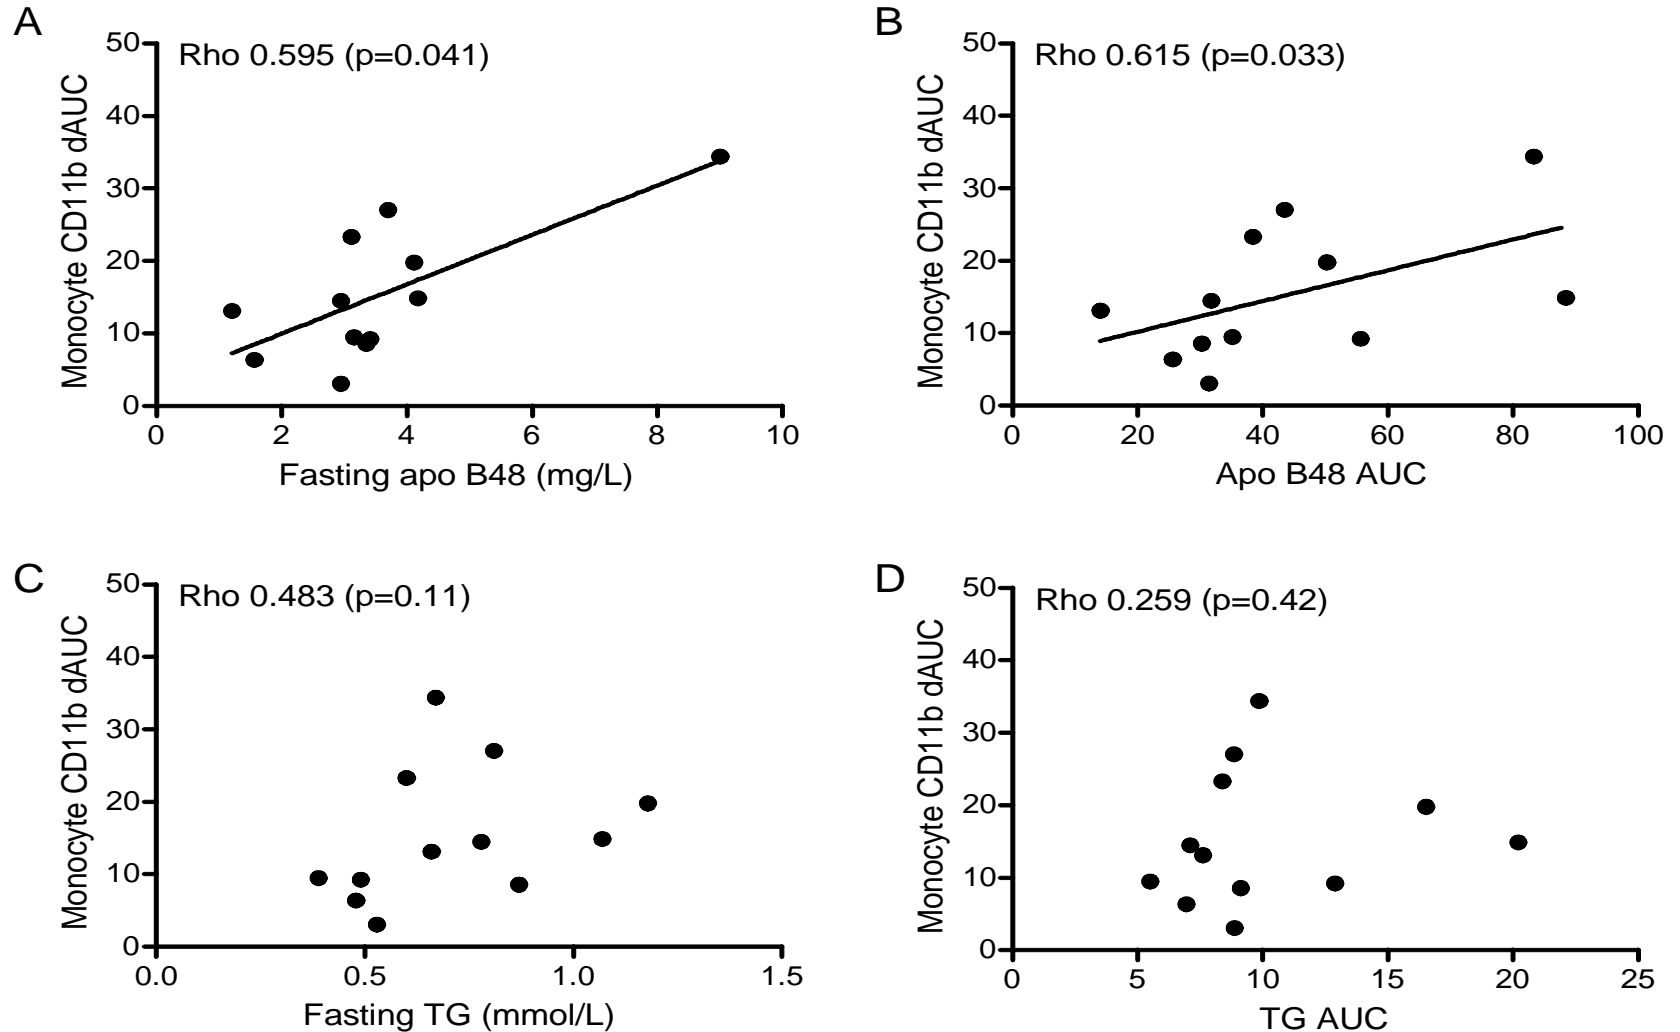 A
Rho 0.595 (p=0.041)
Monocyte CD11b dAUC
50
40
30
20
10
0
0 2 4 6 8 10
Fasting apo B48 (mg/L)
B
Rho 0.615 (p=0.033)
Monocyte CD11b dAUC
50
40
30
20
10
0
0 20 40 60 80 100
Apo B48 AUC
C
Rho 0.483 (p=0.11)
Monocyte CD11b dAUC
50
40
30
20
10
0
0.0 0.5 1.0 1.5
Fasting TG (mmol/L)
D
Rho 0.259 (p=0.42)
Monocyte CD11b dAUC
50
40
30
20
10
0
0 5 10 15 20 25
TG AUC